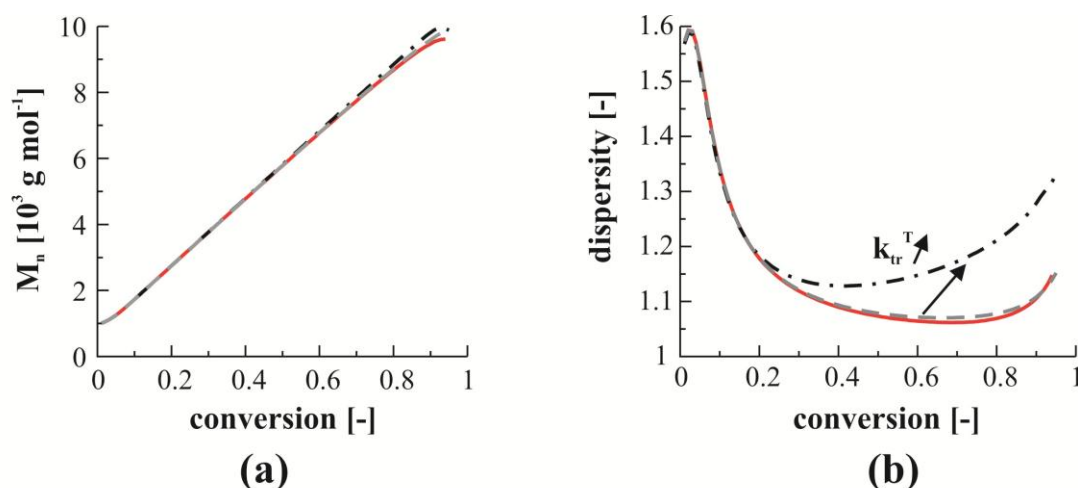 10
8
6
4
2
0
M_n [10³ g mol⁻¹]
0 0.2 0.4 0.6 0.8 1
conversion [-]
(a)
1.6
1.5
1.4
1.3
1.2
1.1
1
dispersity [-]
k_tr^T
0 0.2 0.4 0.6 0.8 1
conversion [-]
(b)